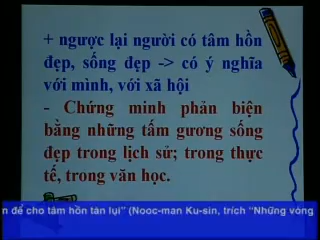 + ngược lại người có tâm hồn
đẹp, sống đẹp -> có ý nghĩa
với mình, với xã hội
- Chứng minh phản biện
bằng những tấm gương sống
đẹp trong lịch sử; trong thực
tế, trong văn học.
n để cho tâm hồn tàn lụi” (Nooc-man Ku-sin, trích “Những vòng